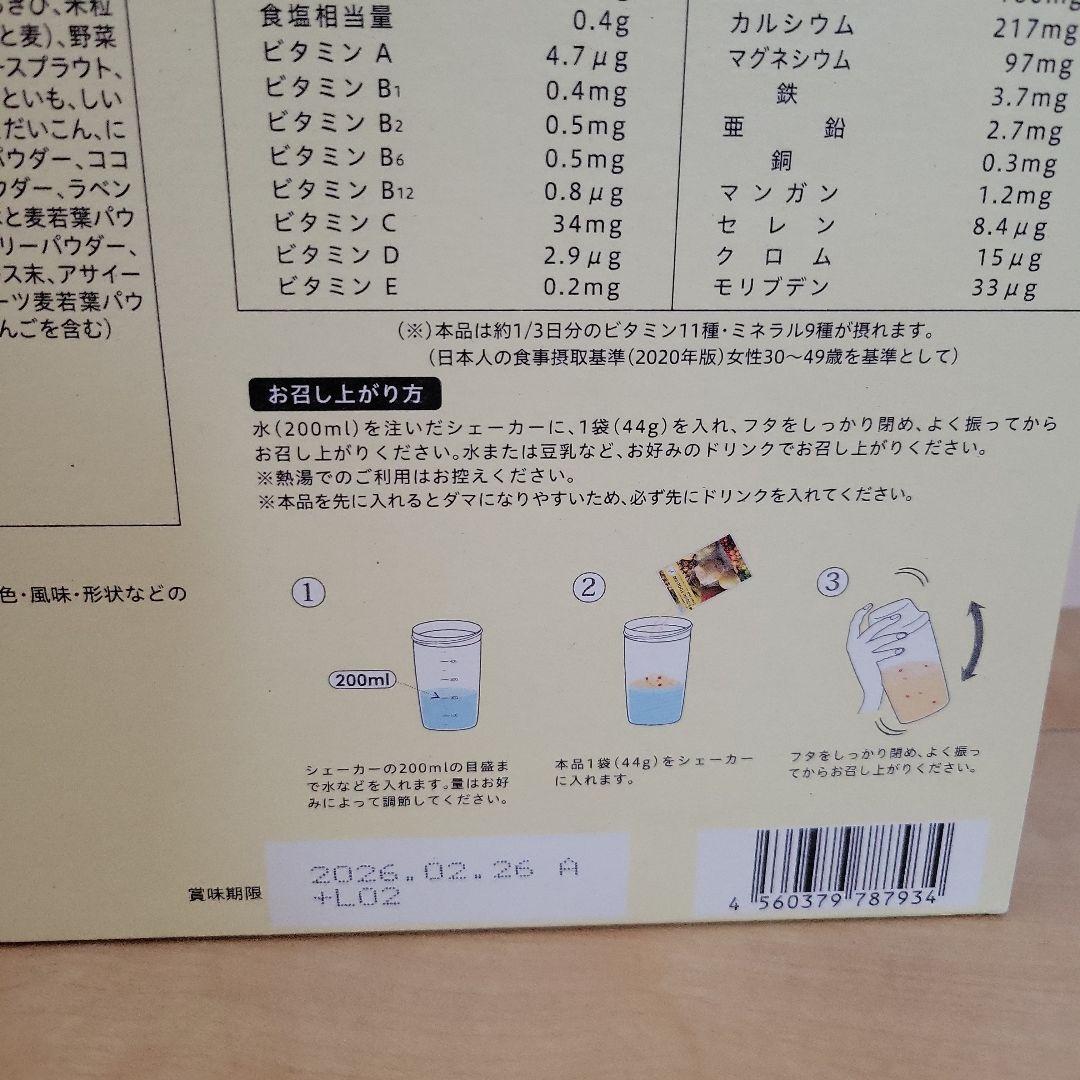 きび、米粒
と麦)、野菜
ースプラウト、
といも、しい
だいこん、に
パウダー、ココ
ウダー、ラベン
と麦若葉パウ
リーパウダー、
ス末、アサイー
ーツ麦若葉パウ
んごを含む)
色・風味・形状などの
食塩相当量 0.4g
ビタミン A 4.7μg
ビタミン B1 0.4mg
ビタミン B2 0.5mg
ビタミン B6 0.5mg
ビタミン B12 0.8μg
ビタミン C 34mg
ビタミン D 2.9μg
ビタミン E 0.2mg
カルシウム 217mg
マグネシウム 97mg
鉄 3.7mg
亜鉛 2.7mg
銅 0.3mg
マンガン 1.2mg
セレン 8.4μg
クロム 15μg
モリブデン 33μg
(※)本品は約1/3日分のビタミン11種・ミネラル9種が摂れます。
(日本人の食事摂取基準(2020年版)女性30〜49歳を基準として)
お召し上がり方
水(200ml)を注いだシェーカーに、1袋(44g)を入れ、フタをしっかり閉め、よく振ってから
お召し上がりください。水または豆乳など、お好みのドリンクでお召し上がりください。
※熱湯でのご利用はお控えください。
※本品を先に入れるとダマになりやすいため、必ず先にドリンクを入れてください。
1
200ml
シェーカーの200mlの目盛ま
で水などを入れます。量はお好
みによって調節してください。
2
本品1袋(44g)をシェーカー
に入れます。
3
フタをしっかり閉め、よく振っ
てからお召し上がりください。
賞味期限
2026.02.26 A
+L02
4 560379 787934